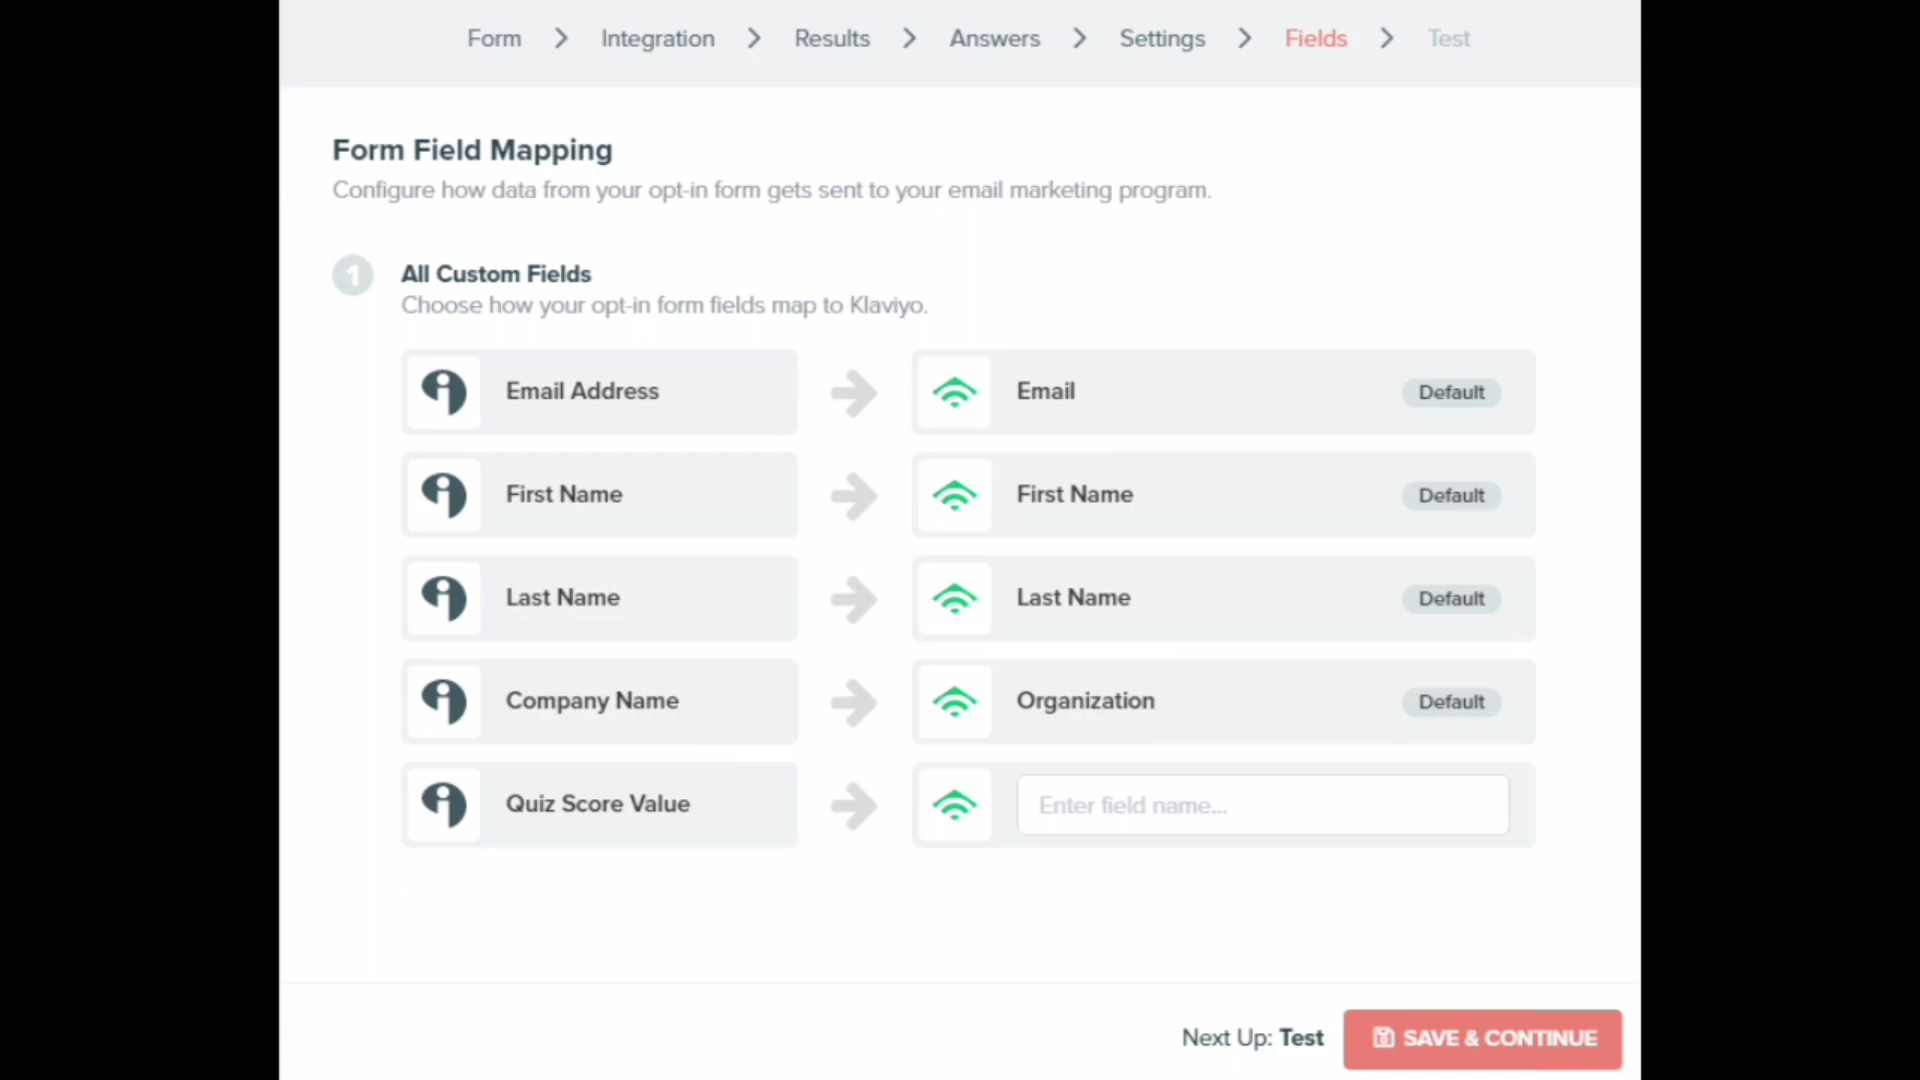 Form
Integration
Results
Answers
Settings
Fields
Test
Form Field Mapping
Configure how data from your opt-in form gets sent to your email marketing program.
1
All Custom Fields
Choose how your opt-in form fields map to Klaviyo.
Email Address
Email
Default
First Name
First Name
Default
Last Name
Last Name
Default
Company Name
Organization
Default
Quiz Score Value
Enter field name...
Next Up: Test
SAVE & CONTINUE